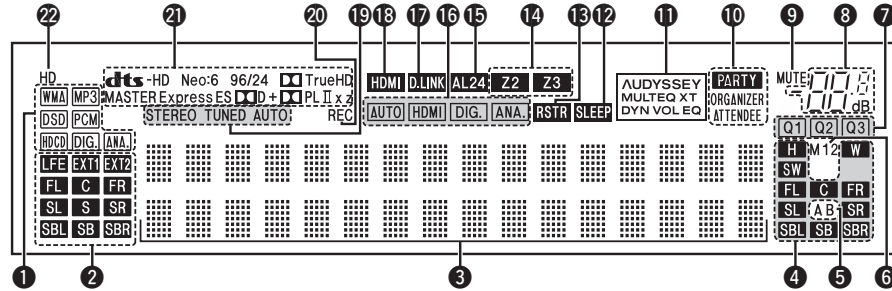 ㉒ ㉑ ⑳ ⑲ ⑱ ⑰ ⑯ ⑮ ⑭ ⑬ ⑫ ⑪ ⑩ ⑨ ⑧ ⑦
HD
dts-HD Neo:6 96/24 TrueHD
MASTER Express ES D + PL II x z
STEREO TUNED AUTO REC
HDMI D.LINK AL24 Z2 Z3
AUTO HDMI DIG. ANA. RSTR SLEEP
AUDYSSEY
MULTEQ XT
DYN VOL EQ
PARTY
ORGANIZER
ATTENDEE
MUTE
dB
WMA MP3
DSD PCM
HDCD DIG. ANA.
LFE EXT1 EXT2
FL C FR
SL S SR
SBL SB SBR
Q1 Q2 Q3
H M12 W
SW
FL C FR
SL A B SR
SBL SB SBR
① ② ③ ④ ⑤ ⑥